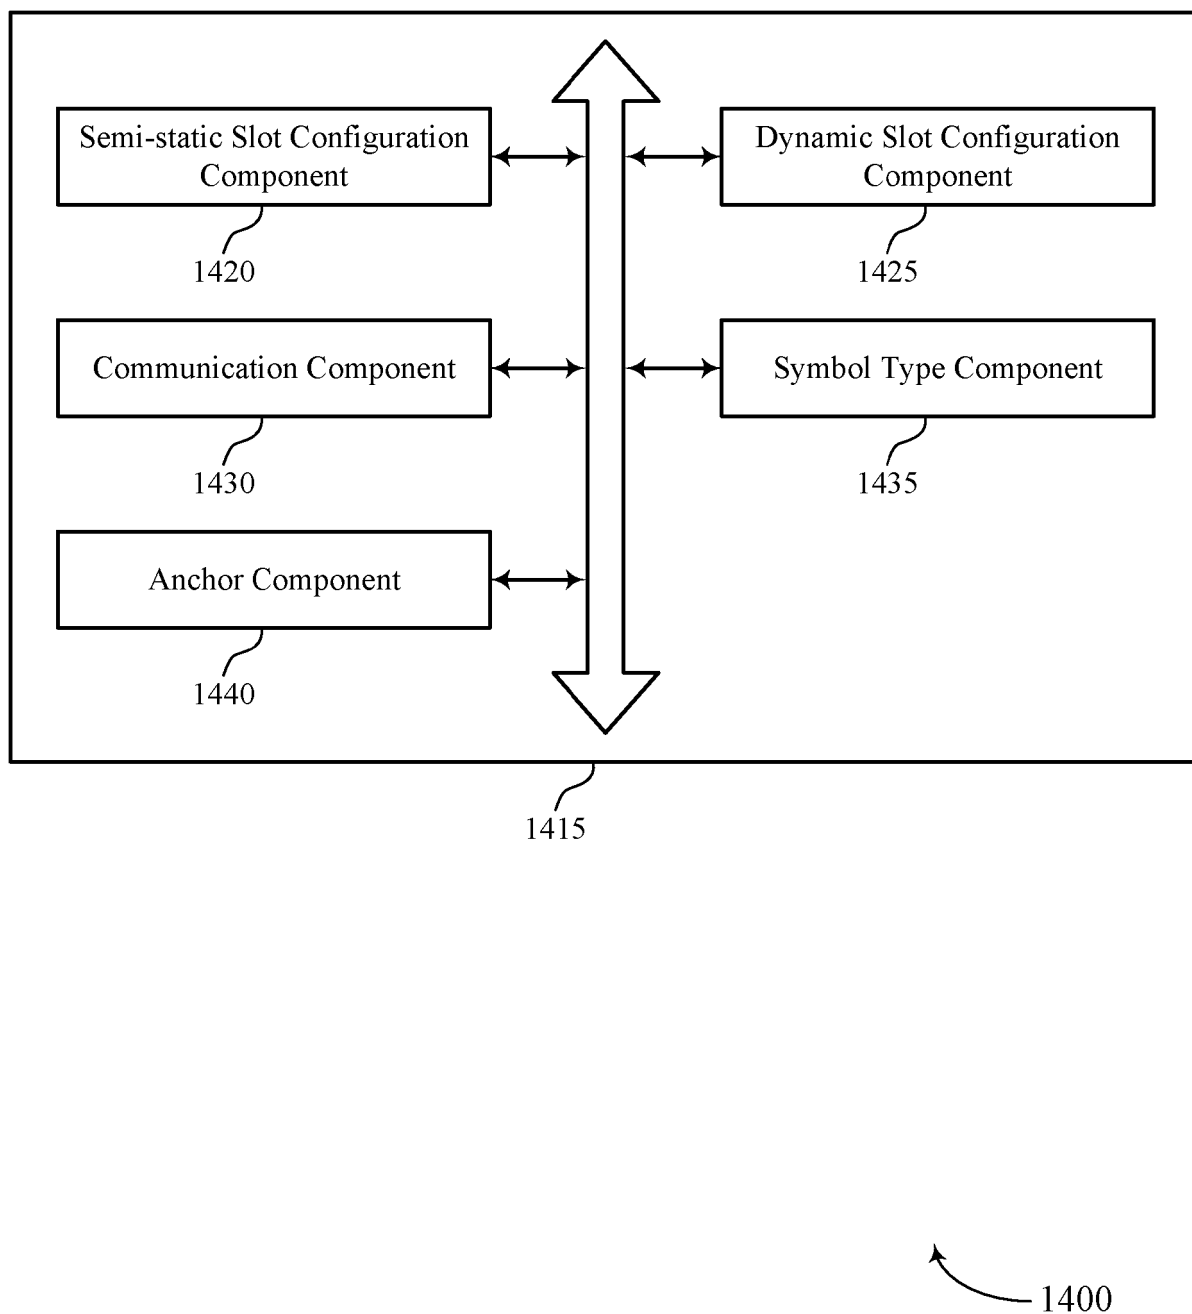 Semi-static Slot Configuration
Component
1420
Dynamic Slot Configuration
Component
1425
Communication Component
1430
Symbol Type Component
1435
Anchor Component
1440
1415
1400